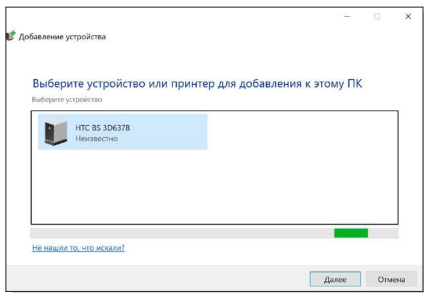 Добавление устройства
Выберите устройство или принтер для добавления к этому ПК
Выберите устройство
HTC BS 3D637B
Неизвестно
Не нашли то, что искали?
Далее
Отмена